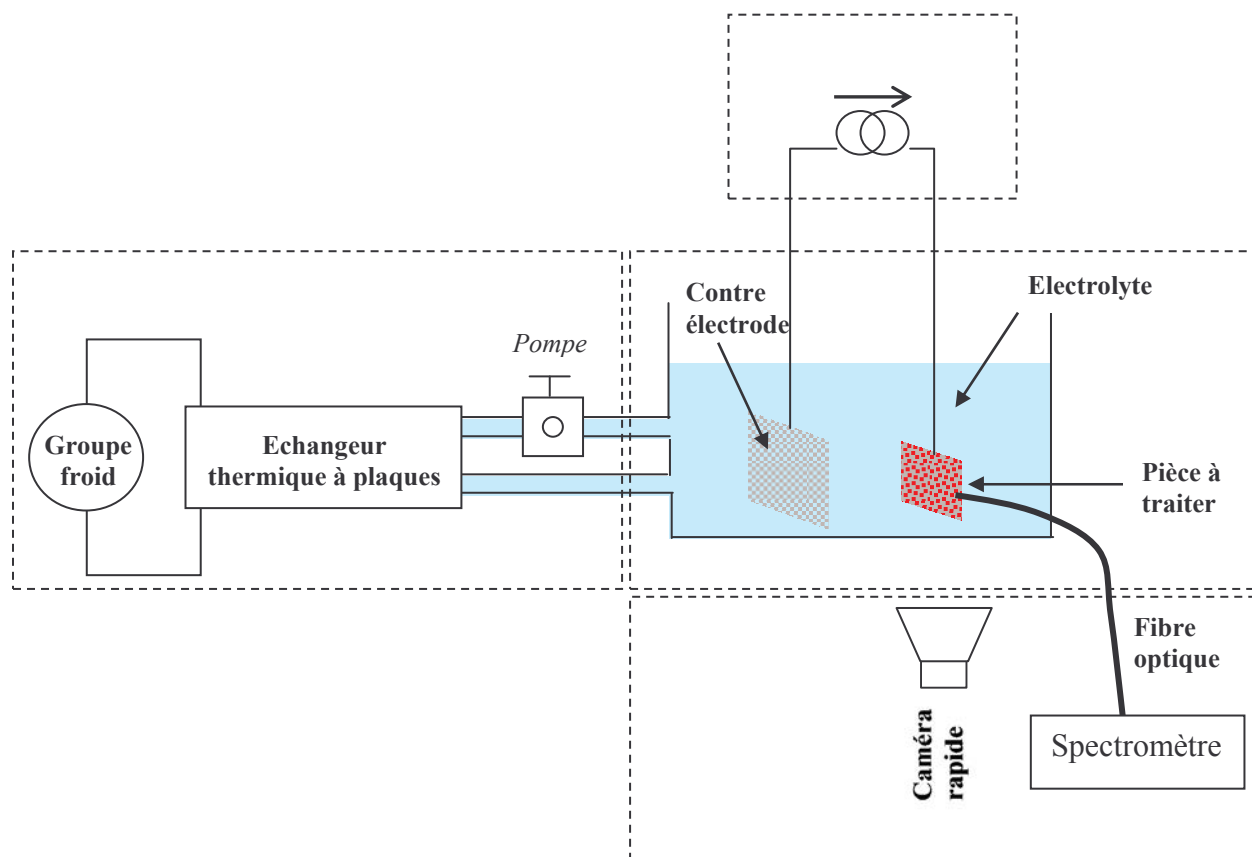 Contre
électrode
Electrolyte
Pompe
Groupe
froid
Echangeur
thermique à plaques
Pièce à
traiter
Fibre
optique
Caméra
rapide
Spectromètre